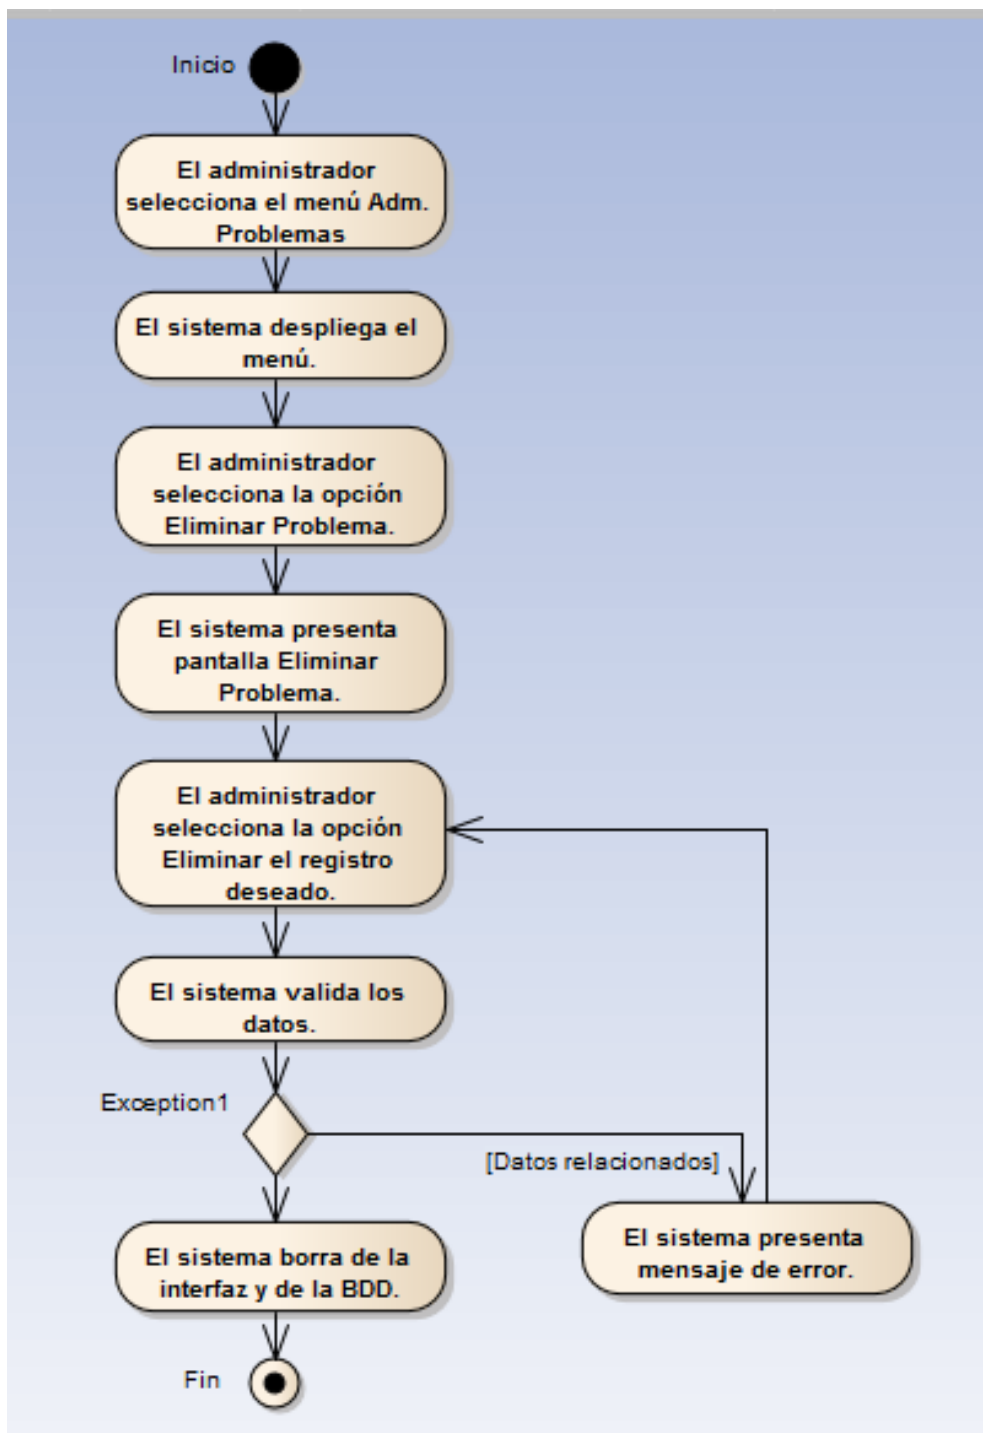 Inicio
El administrador
selecciona el menú Adm.
Problemas
El sistema despliega el
menú.
El administrador
selecciona la opción
Eliminar Problema.
El sistema presenta
pantalla Eliminar
Problema.
El administrador
selecciona la opción
Eliminar el registro
deseado.
El sistema valida los
datos.
Exception1
[Datos relacionados]
El sistema presenta
mensaje de error.
El sistema borra de la
interfaz y de la BDD.
Fin